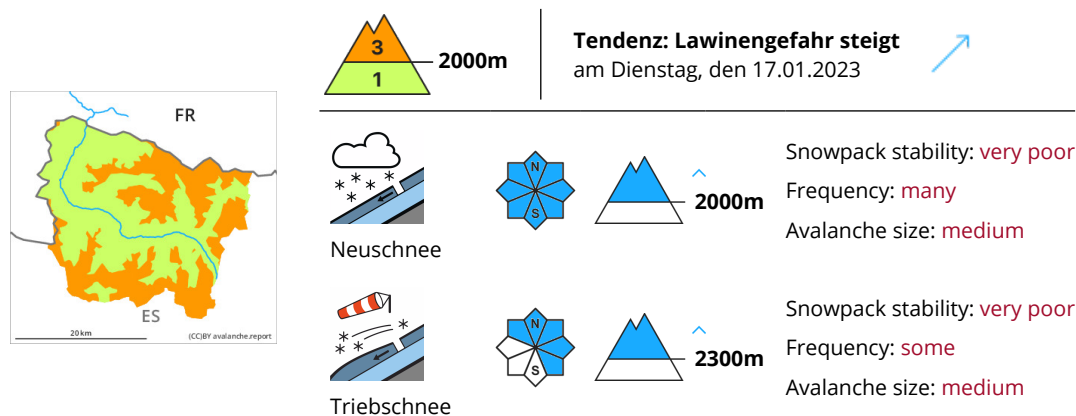 3
1
2000m
Tendenz: Lawinengefahr steigt
am Dienstag, den 17.01.2023
FR
ES
20 km
(CC)BY avalanche.report
N
S
2000m
Neuschnee
Snowpack stability: very poor
Frequency: many
Avalanche size: medium
N
S
2300m
Triebschnee
Snowpack stability: very poor
Frequency: some
Avalanche size: medium